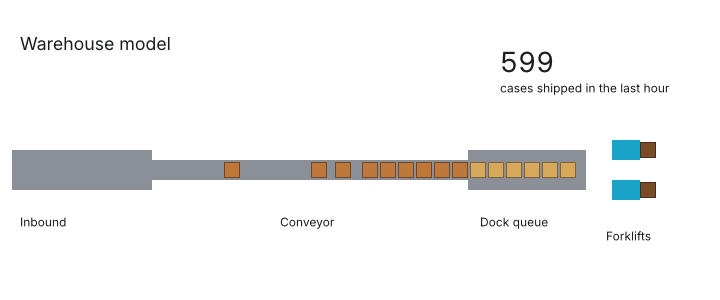 Warehouse model
599
cases shipped in the last hour
Inbound
Conveyor
Dock queue
Forklifts